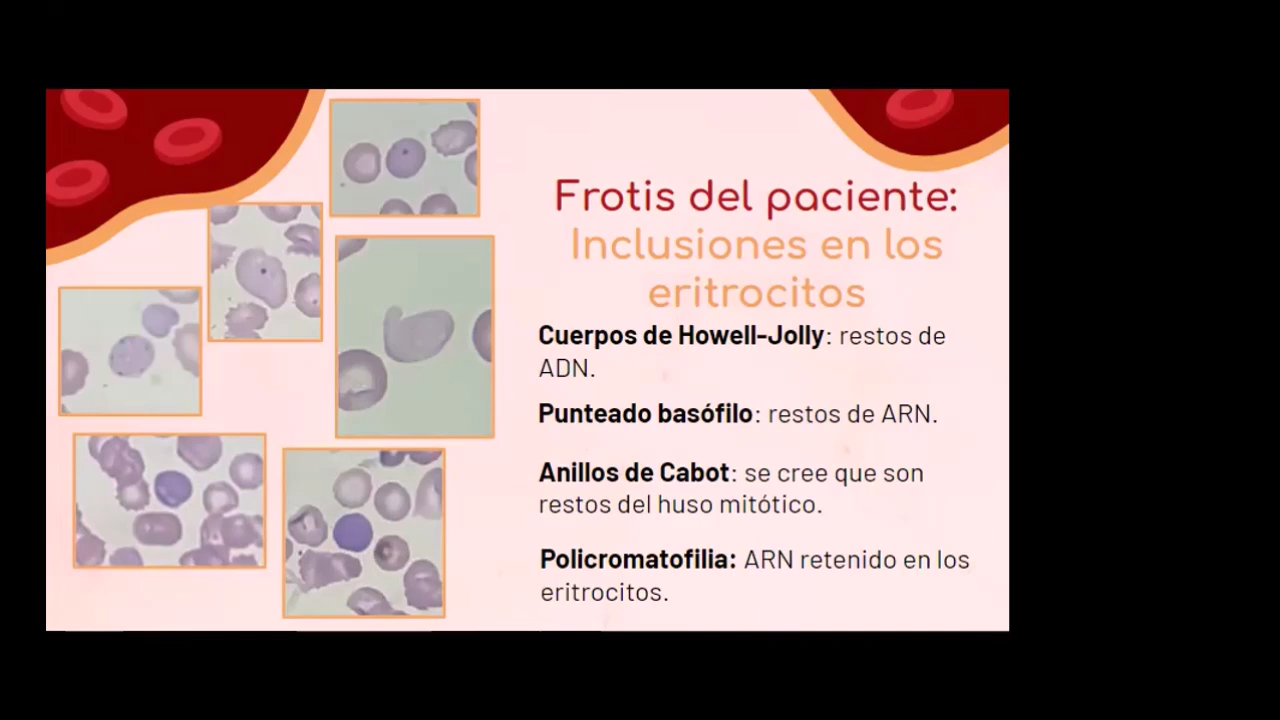 Frotis del paciente:
Inclusiones en los
eritrocitos
Cuerpos de Howell-Jolly: restos de
ADN.
Punteado basófilo: restos de ARN.
Anillos de Cabot: se cree que son
restos del huso mitótico.
Policromatofilia: ARN retenido en los
eritrocitos.